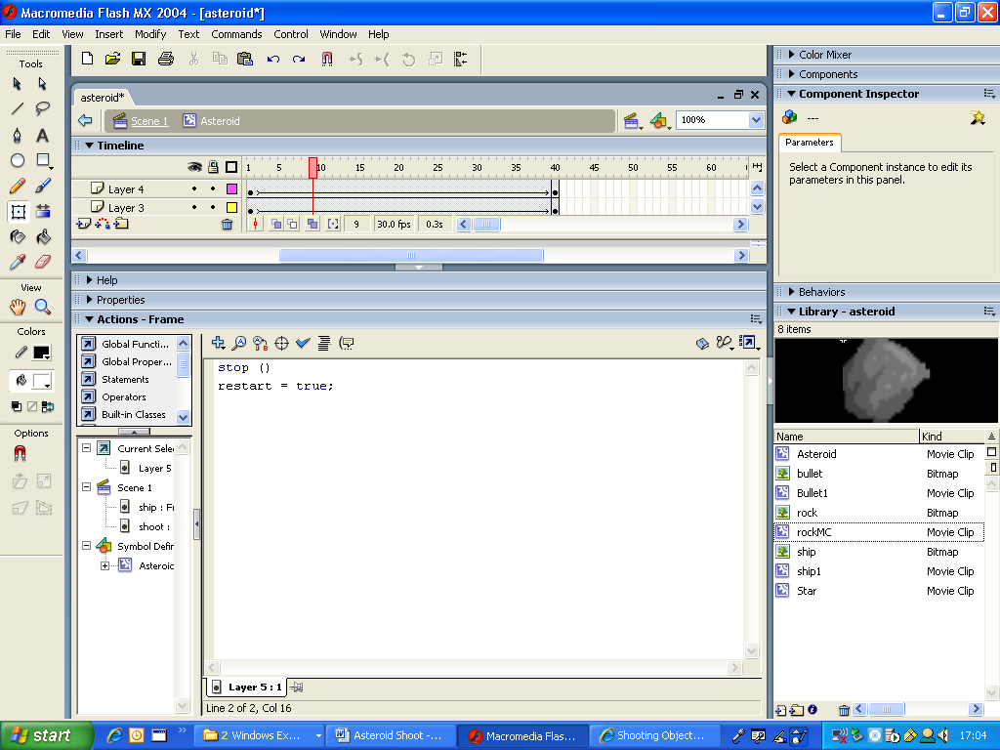 Macromedia Flash MX 2004 - [asteroid*]
File Edit View Insert Modify Text Commands Control Window Help
Tools
View
Colors
Options
asteroid*
Scene 1 Asteroid 100%
Timeline
1 5 10 15 20 25 30 35 40 45 50 55 60
Layer 4
Layer 3
9 30.0 fps 0.3s
Help
Properties
Actions - Frame
Global Functi...
Global Proper...
Statements
Operators
Built-in Classes
Current Sele
Layer 5
Scene 1
ship : Fr
shoot :
Symbol Defin
Asteroid
stop ()
restart = true;
Layer 5 : 1
Line 2 of 2, Col 16
Color Mixer
Components
Component Inspector
---
Parameters
Select a Component instance to edit its
parameters in this panel.
Behaviors
Library - asteroid
8 items
Name Kind
Asteroid Movie Clip
bullet Bitmap
Bullet1 Movie Clip
rock Bitmap
rockMC Movie Clip
ship Bitmap
ship1 Movie Clip
Star Movie Clip
start
2 Windows Ex...
Asteroid Shoot -...
Macromedia Flas...
Shooting Object...
17:04